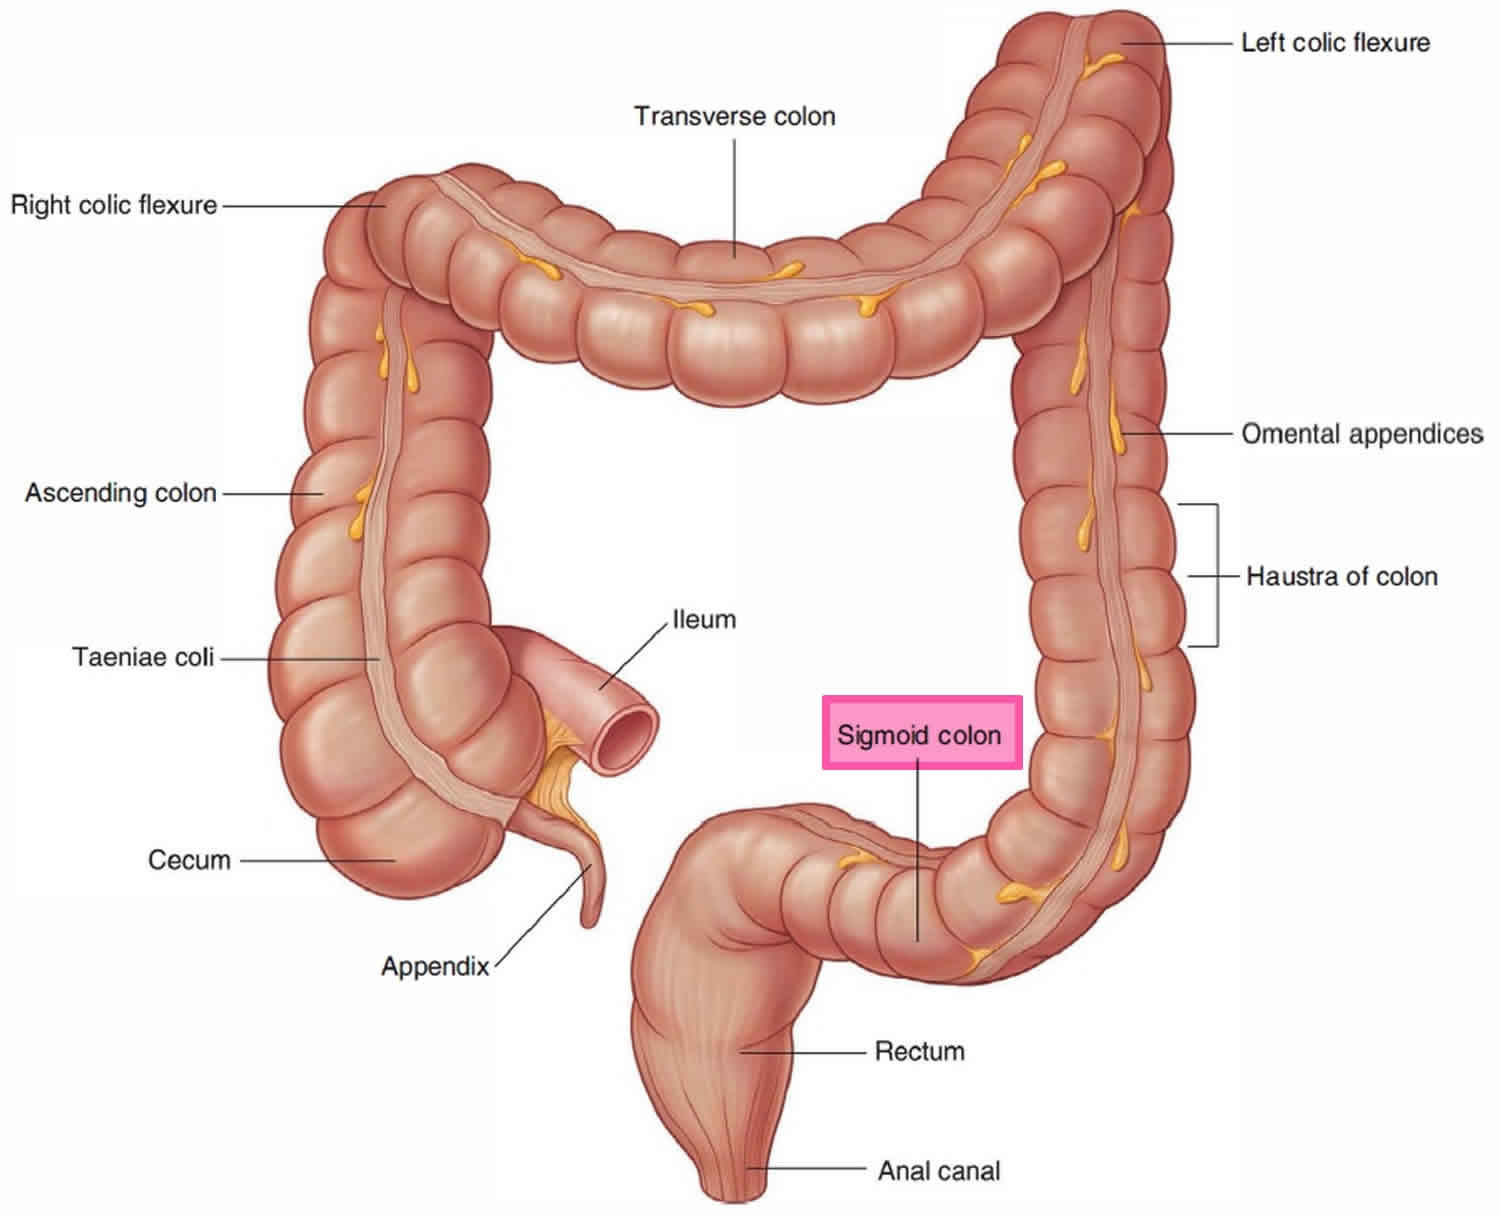 Left colic flexure
Transverse colon
Right colic flexure
Omental appendices
Ascending colon
Haustra of colon
Ileum
Taeniae coli
Sigmoid colon
Cecum
Appendix
Rectum
Anal canal